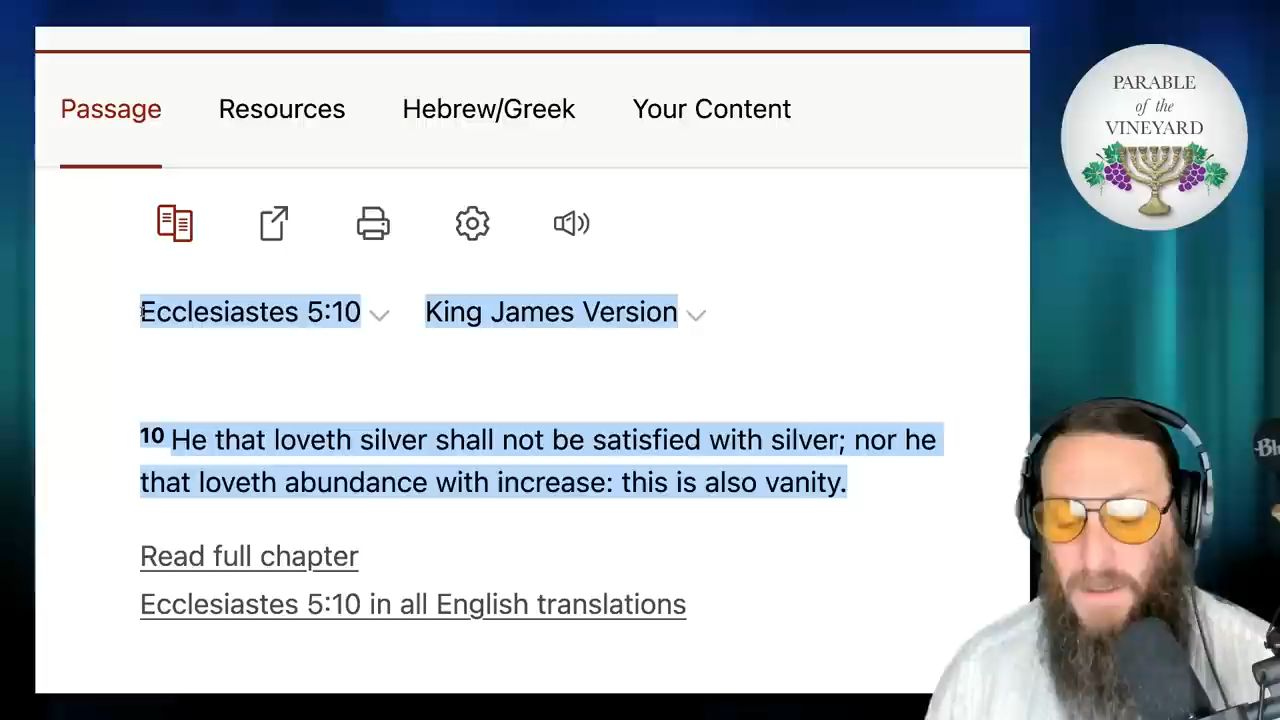 Passage Resources Hebrew/Greek Your Content
PARABLE
of the
VINEYARD
Ecclesiastes 5:10 King James Version
10 He that loveth silver shall not be satisfied with silver; nor he
that loveth abundance with increase: this is also vanity.
Read full chapter
Ecclesiastes 5:10 in all English translations